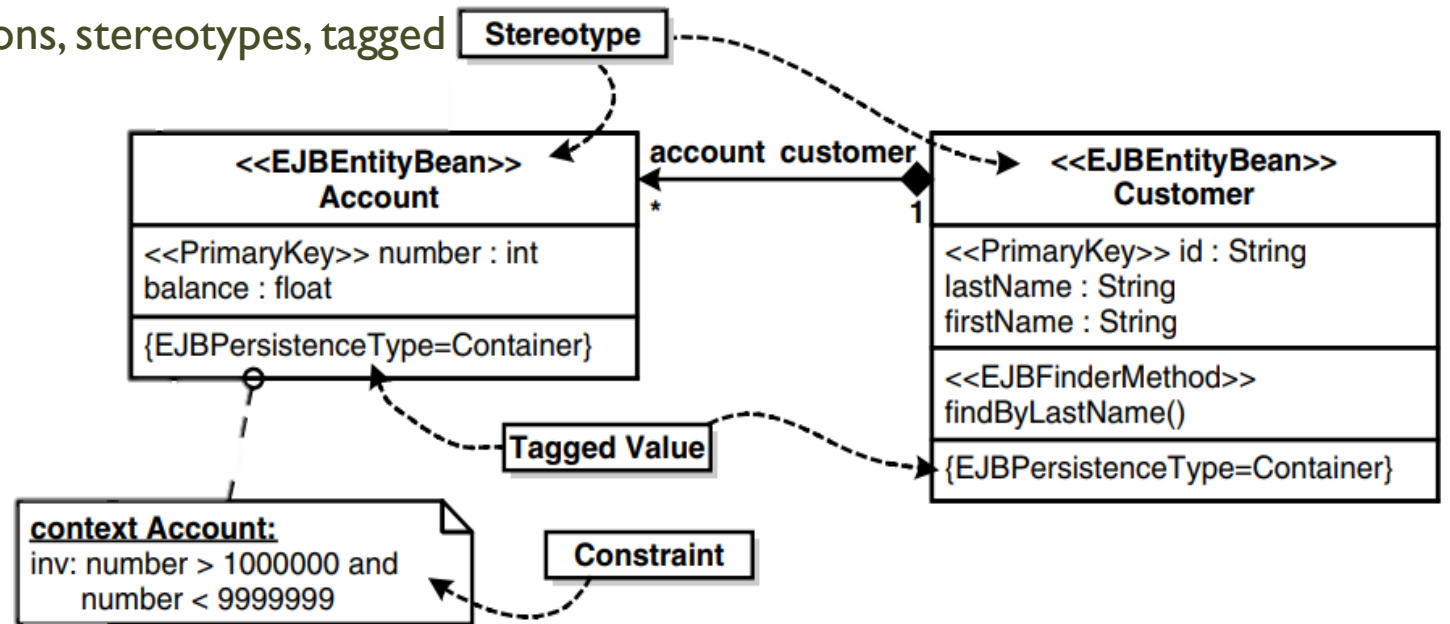 ons, stereotypes, tagged
Stereotype
<<EJBEntityBean>>
Account
<<PrimaryKey>> number : int
balance : float
{EJBPersistenceType=Container}
account customer
*
1
<<EJBEntityBean>>
Customer
<<PrimaryKey>> id : String
lastName : String
firstName : String
<<EJBFinderMethod>>
findByLastName()
{EJBPersistenceType=Container}
Tagged Value
context Account:
inv: number > 1000000 and
number < 9999999
Constraint